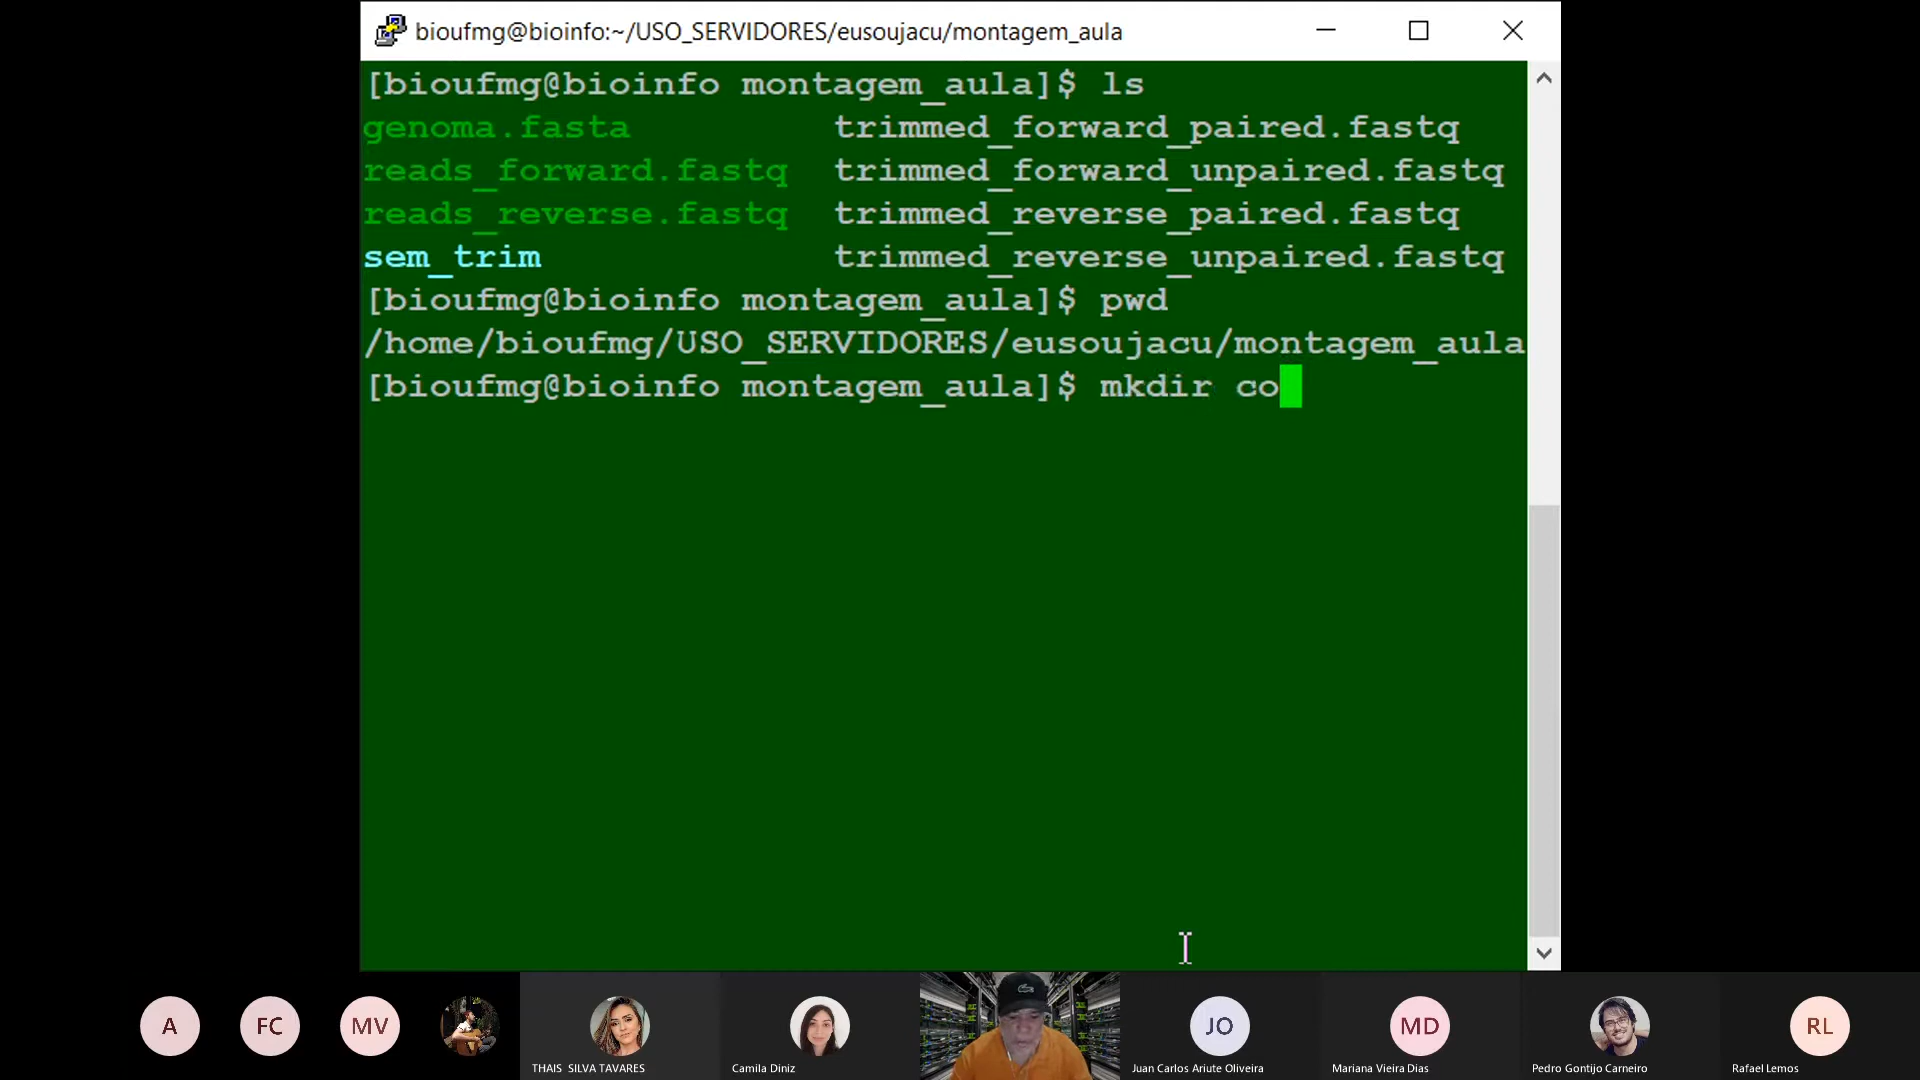 bioufmg@bioinfo:~/USO_SERVIDORES/eusoujacu/montagem_aula
[bioufmg@bioinfo montagem_aula]$ ls
genoma.fasta trimmed_forward_paired.fastq
reads_forward.fastq trimmed_forward_unpaired.fastq
reads_reverse.fastq trimmed_reverse_paired.fastq
sem_trim trimmed_reverse_unpaired.fastq
[bioufmg@bioinfo montagem_aula]$ pwd
/home/bioufmg/USO_SERVIDORES/eusoujacu/montagem_aula
[bioufmg@bioinfo montagem_aula]$ mkdir co
A FC MV JO MD RL
THAIS SILVA TAVARES Camila Diniz Juan Carlos Ariute Oliveira Mariana Vieira Dias Pedro Gontijo Carneiro Rafael Lemos